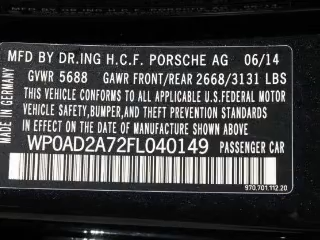 MFD BY DR.ING H.C.F. PORSCHE AG 06/14
GVWR 5688 GAWR FRONT/REAR 2668/3131 LBS
THIS VEHICLE CONFORMS TO ALL APPLICABLE U.S.FEDERAL MOTOR
VEHICLE SAFETY,BUMPER,AND THEFT PREVENTION STANDARDS IN
EFFECT ON THE DATE OF MANUFACTURE SHOWN ABOVE.
WP0AD2A72FL040149 PASSENGER CAR
970.701.112.20
MADE IN